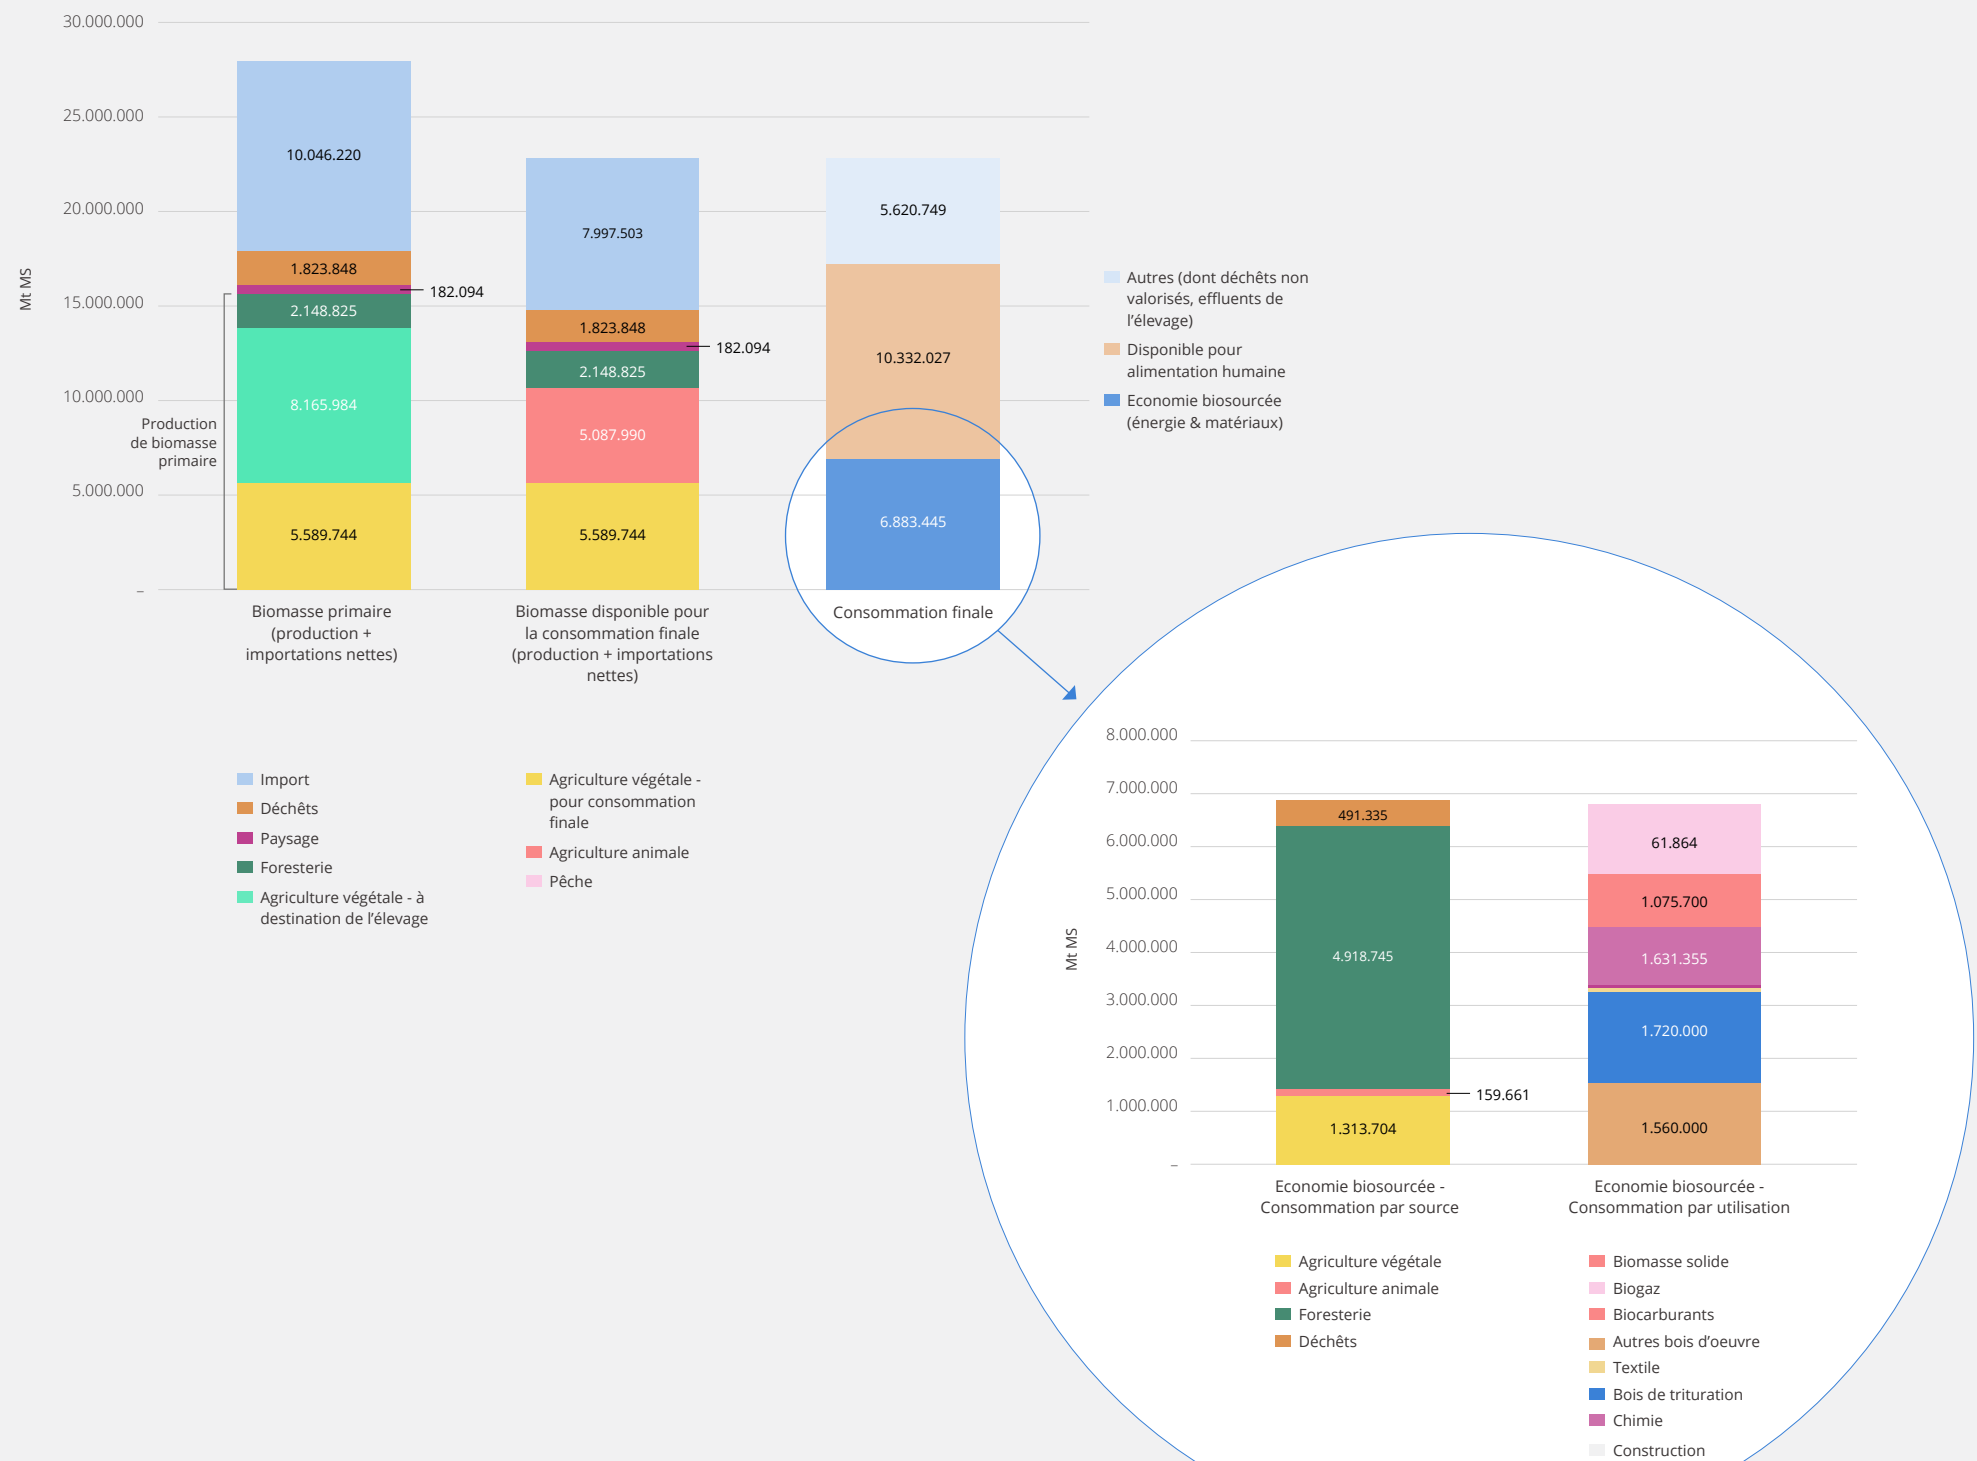 30.000.000
25.000.000
20.000.000
15.000.000
10.000.000
5.000.000
–
Mt MS
Production
de biomasse
primaire
10.046.220
1.823.848
182.094
2.148.825
8.165.984
5.589.744
7.997.503
1.823.848
182.094
2.148.825
5.087.990
5.589.744
5.620.749
10.332.027
6.883.445
Autres (dont déchêts non
valorisés, effluents de
l’élevage)
Disponible pour
alimentation humaine
Economie biosourcée
(énergie & matériaux)
Biomasse primaire
(production +
importations nettes)
Biomasse disponible pour
la consommation finale
(production + importations
nettes)
Consommation finale
Import
Déchêts
Paysage
Foresterie
Agriculture végétale - à
destination de l’élevage
Agriculture végétale -
pour consommation
finale
Agriculture animale
Pêche
8.000.000
7.000.000
6.000.000
5.000.000
4.000.000
3.000.000
2.000.000
1.000.000
–
Mt MS
491.335
4.918.745
159.661
1.313.704
61.864
1.075.700
1.631.355
1.720.000
1.560.000
Economie biosourcée -
Consommation par source
Economie biosourcée -
Consommation par utilisation
Agriculture végétale
Agriculture animale
Foresterie
Déchêts
Biomasse solide
Biogaz
Biocarburants
Autres bois d’oeuvre
Textile
Bois de trituration
Chimie
Construction